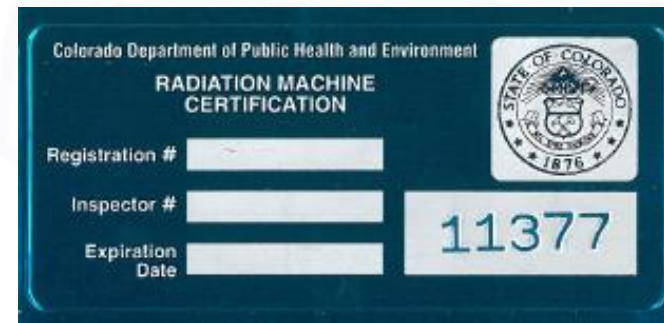 Colorado Department of Public Health and Environment
RADIATION MACHINE
CERTIFICATION
STATE OF COLORADO
1876
Registration #
Inspector #
11377
Expiration
Date